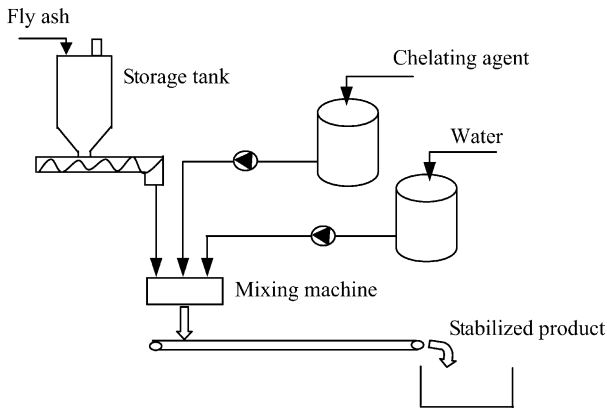 Fly ash
Storage tank
Chelating agent
Water
Mixing machine
Stabilized product